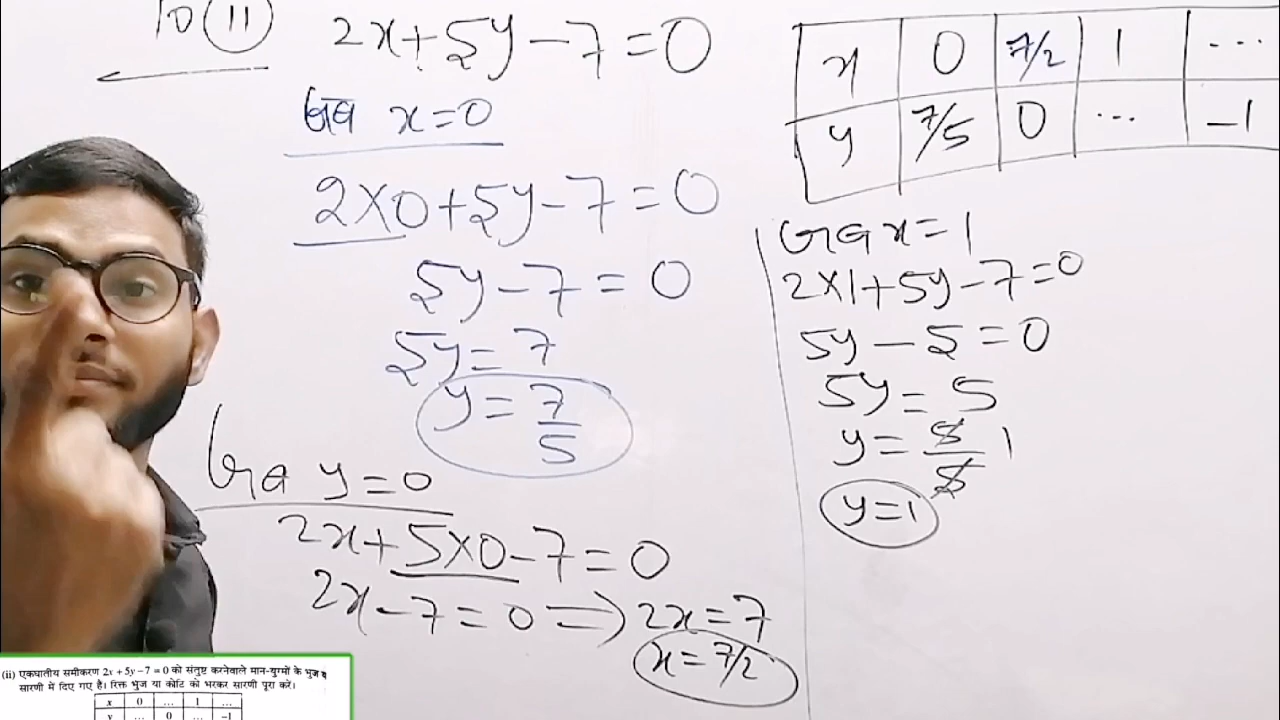 10 (11) 2x+5y-7=0
जब x=0
2×0+5y-7=0
5y-7=0
5y=7
y=7/5
जब y=0
2x+5×0-7=0
2x-7=0 ⇒ 2x=7
x=7/2
x 0 7/2 1 ...
y 7/5 0 ... -1
जब x=1
2×1+5y-7=0
5y-5=0
5y=5
y=5/5 1
y=1
(ii) एकघातीय समीकरण 2x + 5y - 7 = 0 को संतुष्ट करनेवाले मान-युग्मों के भुज व
सारणी में दिए गए है। रिक्त भुज या कोटि को भरकर सारणी पूरा करें।
x 0 ... 1 ...
y ... 0 ... -1